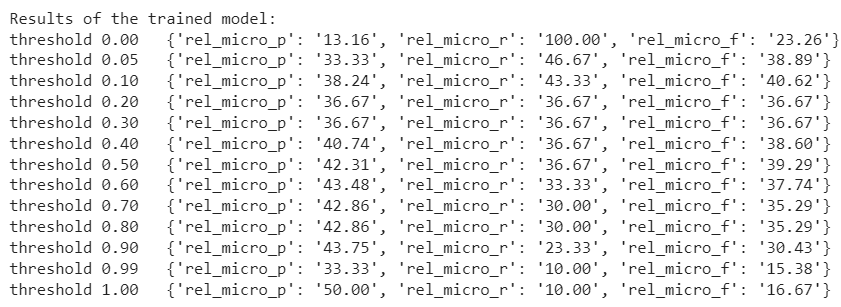 Results of the trained model:
threshold 0.00   {'rel_micro_p': '13.16', 'rel_micro_r': '100.00', 'rel_micro_f': '23.26'}
threshold 0.05   {'rel_micro_p': '33.33', 'rel_micro_r': '46.67', 'rel_micro_f': '38.89'}
threshold 0.10   {'rel_micro_p': '38.24', 'rel_micro_r': '43.33', 'rel_micro_f': '40.62'}
threshold 0.20   {'rel_micro_p': '36.67', 'rel_micro_r': '36.67', 'rel_micro_f': '36.67'}
threshold 0.30   {'rel_micro_p': '36.67', 'rel_micro_r': '36.67', 'rel_micro_f': '36.67'}
threshold 0.40   {'rel_micro_p': '40.74', 'rel_micro_r': '36.67', 'rel_micro_f': '38.60'}
threshold 0.50   {'rel_micro_p': '42.31', 'rel_micro_r': '36.67', 'rel_micro_f': '39.29'}
threshold 0.60   {'rel_micro_p': '43.48', 'rel_micro_r': '33.33', 'rel_micro_f': '37.74'}
threshold 0.70   {'rel_micro_p': '42.86', 'rel_micro_r': '30.00', 'rel_micro_f': '35.29'}
threshold 0.80   {'rel_micro_p': '42.86', 'rel_micro_r': '30.00', 'rel_micro_f': '35.29'}
threshold 0.90   {'rel_micro_p': '43.75', 'rel_micro_r': '23.33', 'rel_micro_f': '30.43'}
threshold 0.99   {'rel_micro_p': '33.33', 'rel_micro_r': '10.00', 'rel_micro_f': '15.38'}
threshold 1.00   {'rel_micro_p': '50.00', 'rel_micro_r': '10.00', 'rel_micro_f': '16.67'}